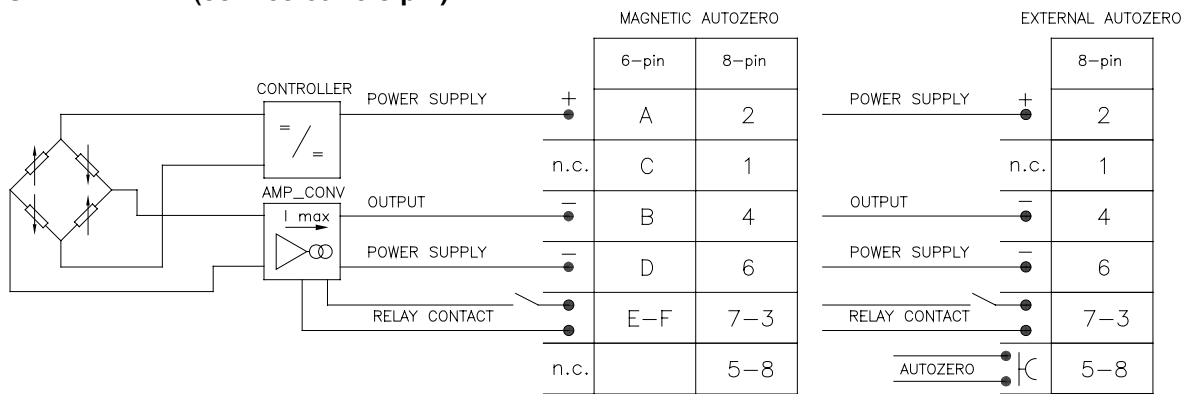 MAGNETIC AUTOZERO
EXTERNAL AUTOZERO
6-pin 8-pin
8-pin
CONTROLLER
= / =
POWER SUPPLY + A 2
POWER SUPPLY + 2
n.c. C 1
n.c. 1
AMP_CONV
I max
OUTPUT - B 4
OUTPUT - 4
POWER SUPPLY - D 6
POWER SUPPLY - 6
RELAY CONTACT E-F 7-3
RELAY CONTACT 7-3
n.c. 5-8
AUTOZERO 5-8